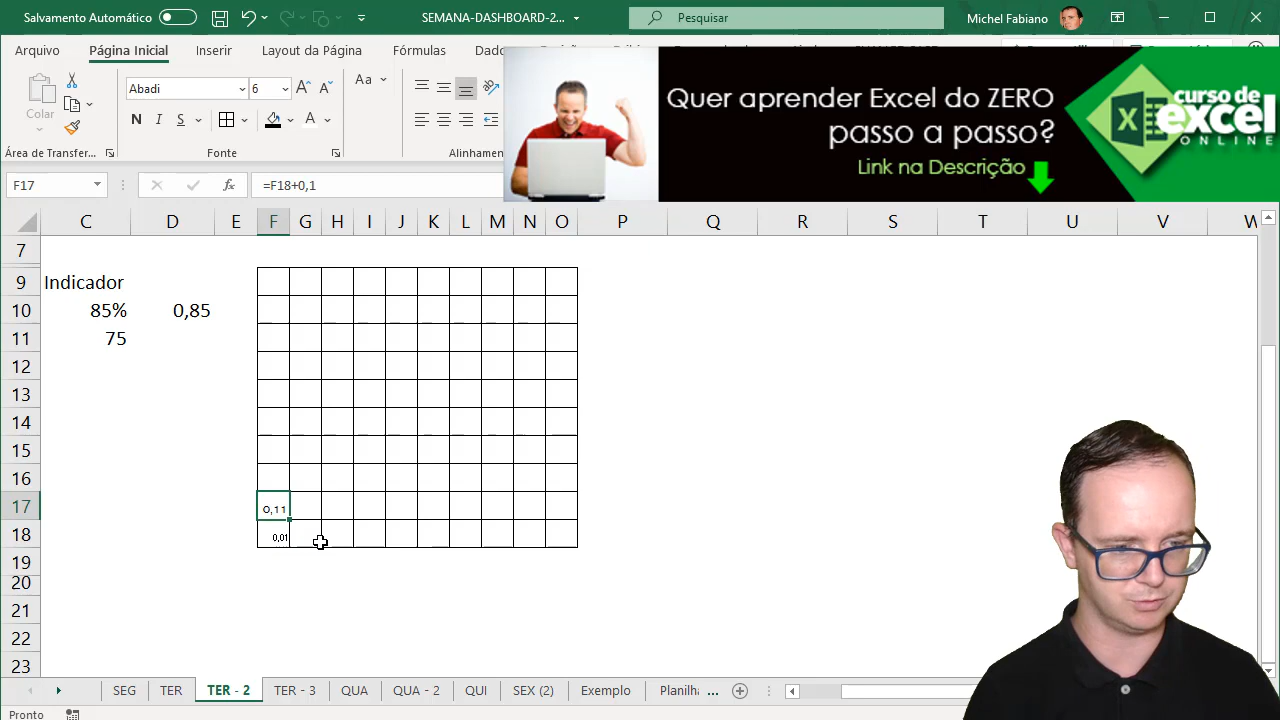 Salvamento Automático
SEMANA-DASHBOARD-2...
Pesquisar
Michel Fabiano
Arquivo Página Inicial Inserir Layout da Página Fórmulas
Quer aprender Excel do ZERO
passo a passo?
Link na Descrição
curso de
excel
ONLINE
Colar
Abadi 6
Aa
N I S A
Área de Transfer... Fonte Alinhamen
F17 fx =F18+0,1
C D E F G H I J K L M N O P Q R S T U V W
7
9 Indicador
10 85% 0,85
11 75
12
13
14
15
16
17 0,11
18 0,01
19
20
21
22
23
SEG TER TER - 2 TER - 3 QUA QUA - 2 QUI SEX (2) Exemplo Planilha ...
Pronto